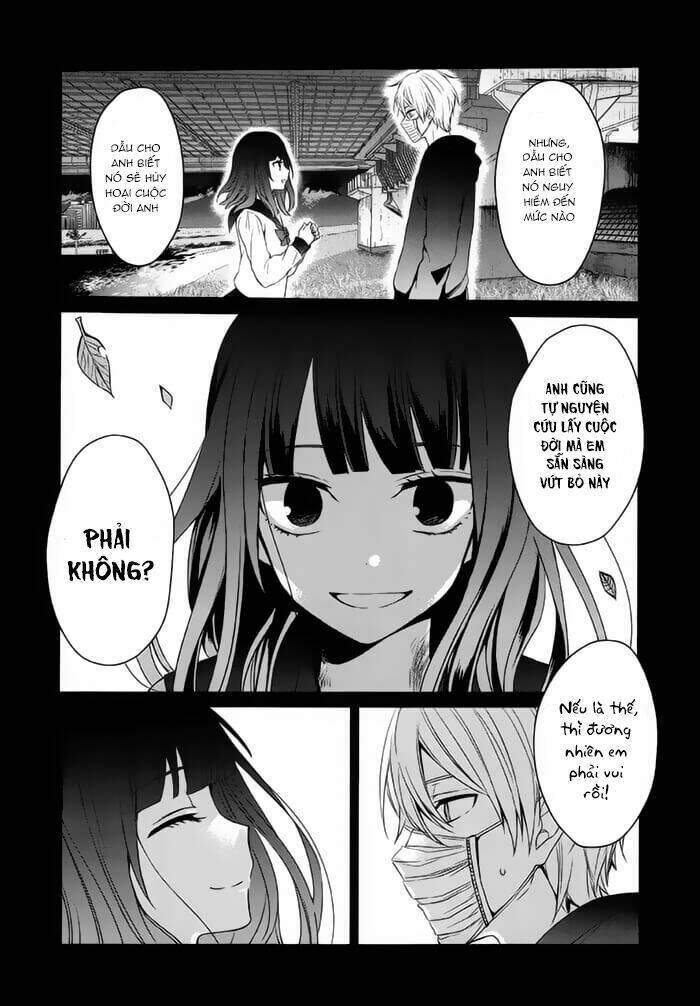 NHƯNG,
DẪU CHO
ANH BIẾT
NÓ NGUY
HIỂM ĐẾN
MỨC NÀO
DẪU CHO
ANH BIẾT
NÓ SẼ HỦY
HOẠI CUỘC
ĐỜI ANH
ANH CŨNG
TỰ NGUYỆN
CỨU LẤY CUỘC
ĐỜI MÀ EM
SẴN SÀNG
VỨT BỎ NÀY
PHẢI
KHÔNG?
Nếu là thế,
thì đương
nhiên em
phải vui
rồi!